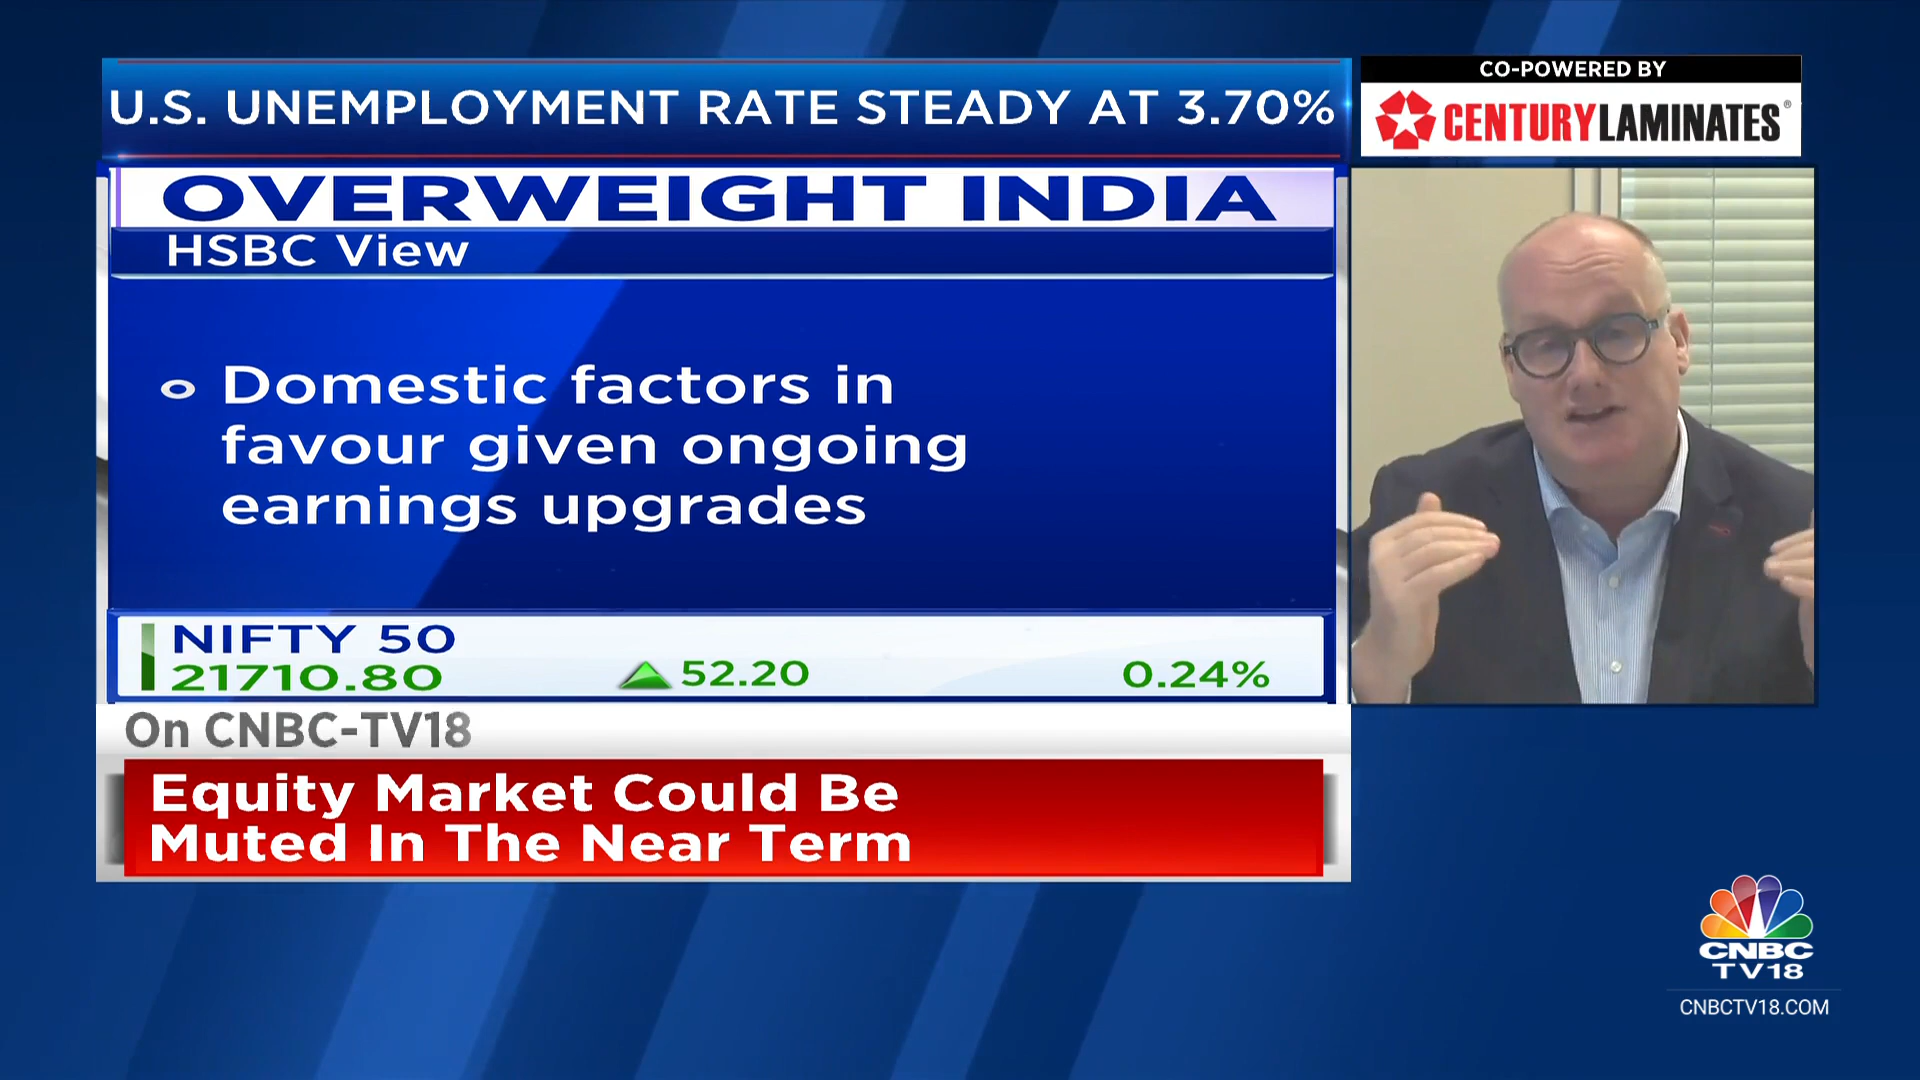 U.S. UNEMPLOYMENT RATE STEADY AT 3.70%
CO-POWERED BY
CENTURYLAMINATES®
OVERWEIGHT INDIA
HSBC View
Domestic factors in
favour given ongoing
earnings upgrades
NIFTY 50
21710.80 52.20 0.24%
On CNBC-TV18
Equity Market Could Be
Muted In The Near Term
CNBC
TV18
CNBCTV18.COM